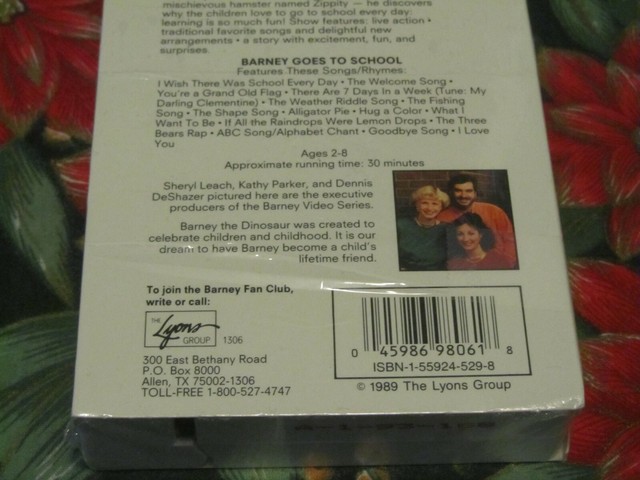 mischievous hamster named Zippity — he discovers
why the children love to go to school every day:
learning is so much fun! Show features: live action •
traditional favorite songs and delightful new
arrangements • a story with excitement, fun, and
surprises.
BARNEY GOES TO SCHOOL
Features These Songs/Rhymes:
I Wish There Was School Every Day • The Welcome Song •
You're a Grand Old Flag • There Are 7 Days In a Week (Tune: My
Darling Clementine) • The Weather Riddle Song • The Fishing
Song • The Shape Song • Alligator Pie • Hug a Color • What I
Want To Be • If All the Raindrops Were Lemon Drops • The Three
Bears Rap • ABC Song/Alphabet Chant • Goodbye Song • I Love
You
Ages 2-8
Approximate running time: 30 minutes
Sheryl Leach, Kathy Parker, and Dennis
DeShazer pictured here are the executive
producers of the Barney Video Series.
Barney the Dinosaur was created to
celebrate children and childhood. It is our
dream to have Barney become a child's
lifetime friend.
To join the Barney Fan Club,
write or call:
THE
Lyons
GROUP 1306
300 East Bethany Road
P.O. Box 8000
Allen, TX 75002-1306
TOLL-FREE 1-800-527-4747
0 45986 98061 8
ISBN-1-55924-529-8
© 1989 The Lyons Group